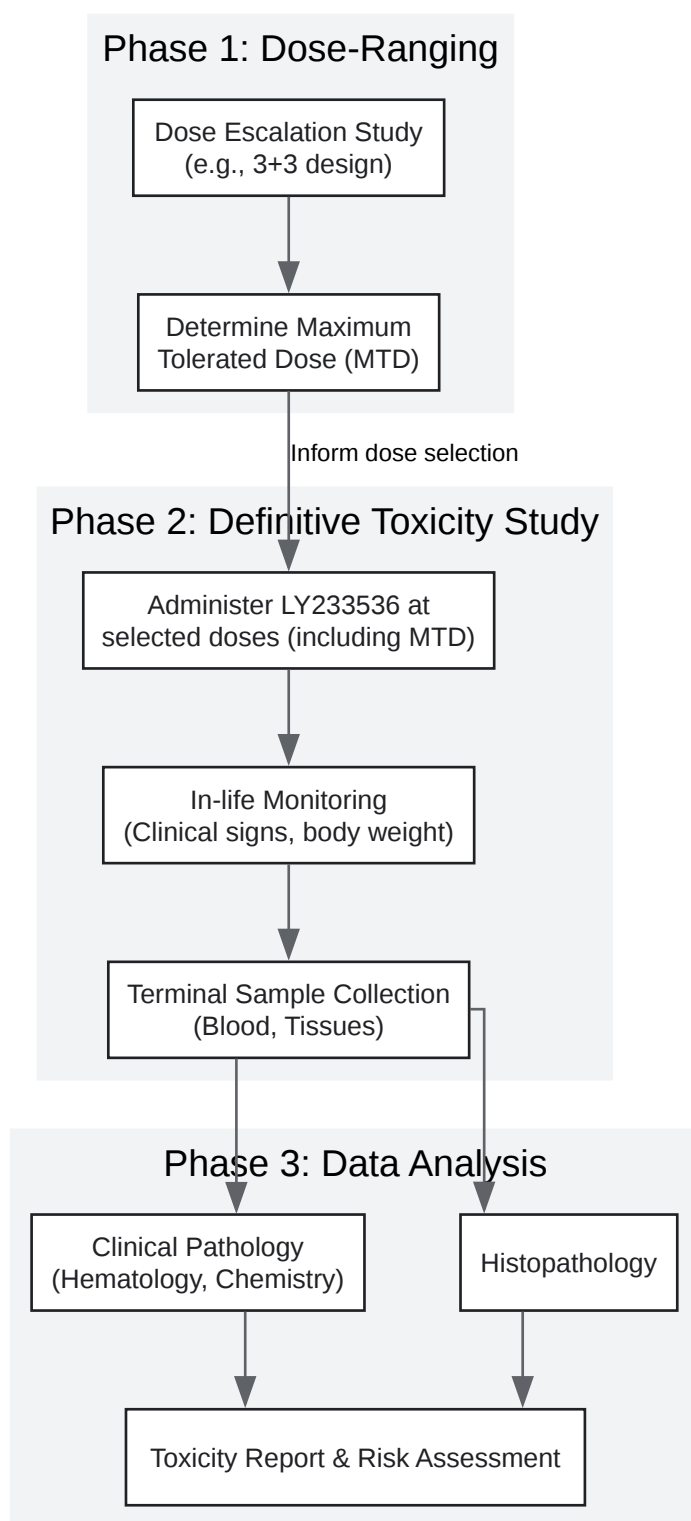 Phase 1: Dose-Ranging
Dose Escalation Study
(e.g., 3+3 design)
Determine Maximum
Tolerated Dose (MTD)
Inform dose selection
Phase 2: Definitive Toxicity Study
Administer LY233536 at
selected doses (including MTD)
In-life Monitoring
(Clinical signs, body weight)
Terminal Sample Collection
(Blood, Tissues)
Phase 3: Data Analysis
Clinical Pathology
(Hematology, Chemistry)
Histopathology
Toxicity Report & Risk Assessment